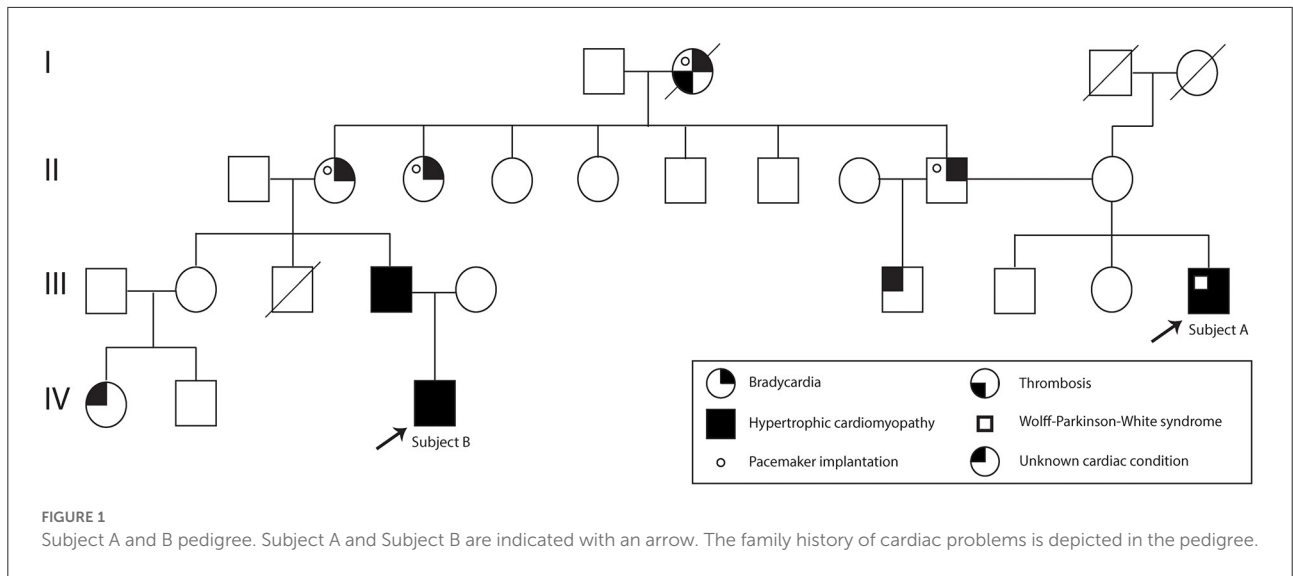 I
II
III
Subject A
IV
Subject B
Bradycardia
Thrombosis
Hypertrophic cardiomyopathy
Wolff-Parkinson-White syndrome
Pacemaker implantation
Unknown cardiac condition
FIGURE 1
Subject A and B pedigree. Subject A and Subject B are indicated with an arrow. The family history of cardiac problems is depicted in the pedigree.